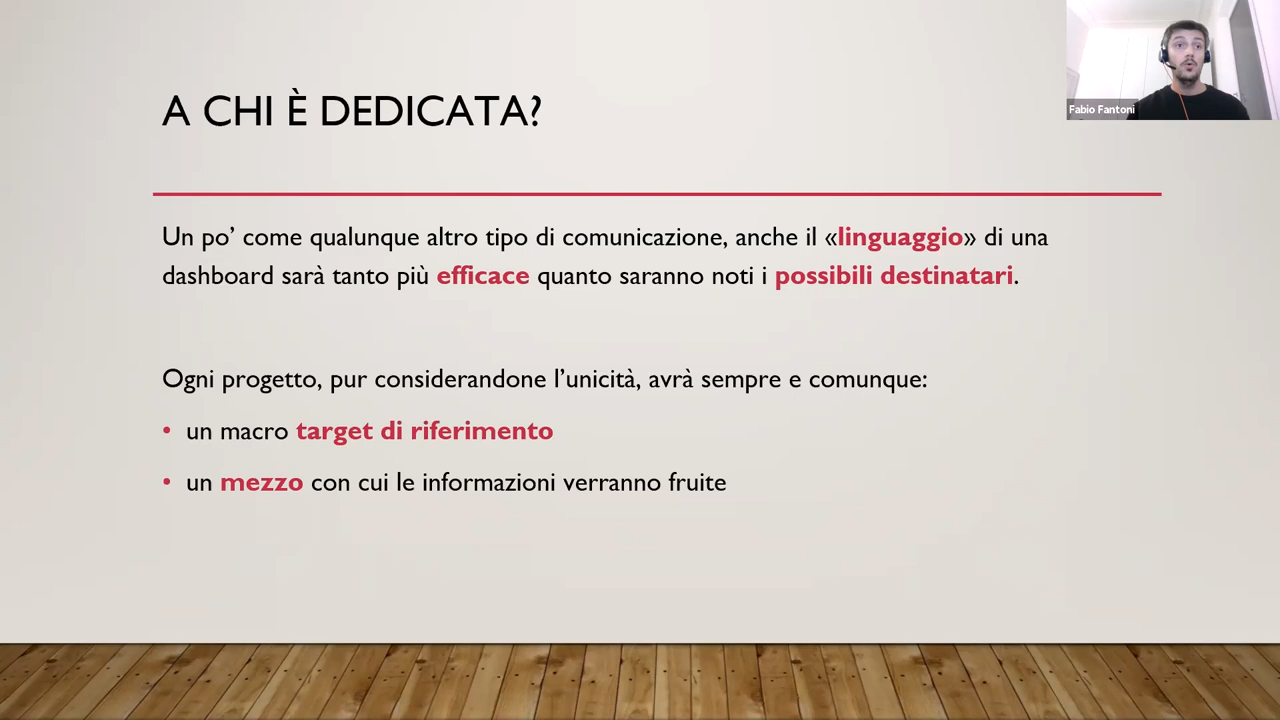 Fabio Fantoni
A CHI È DEDICATA?
Un po’ come qualunque altro tipo di comunicazione, anche il «linguaggio» di una
dashboard sarà tanto più efficace quanto saranno noti i possibili destinatari.
Ogni progetto, pur considerandone l’unicità, avrà sempre e comunque:
• un macro target di riferimento
• un mezzo con cui le informazioni verranno fruite